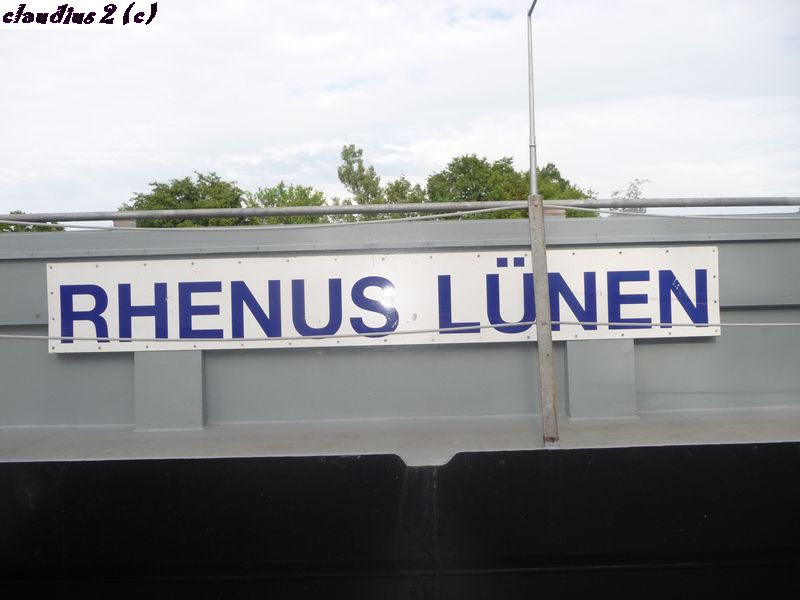 claudius 2 (c)
RHENUS LÜNEN